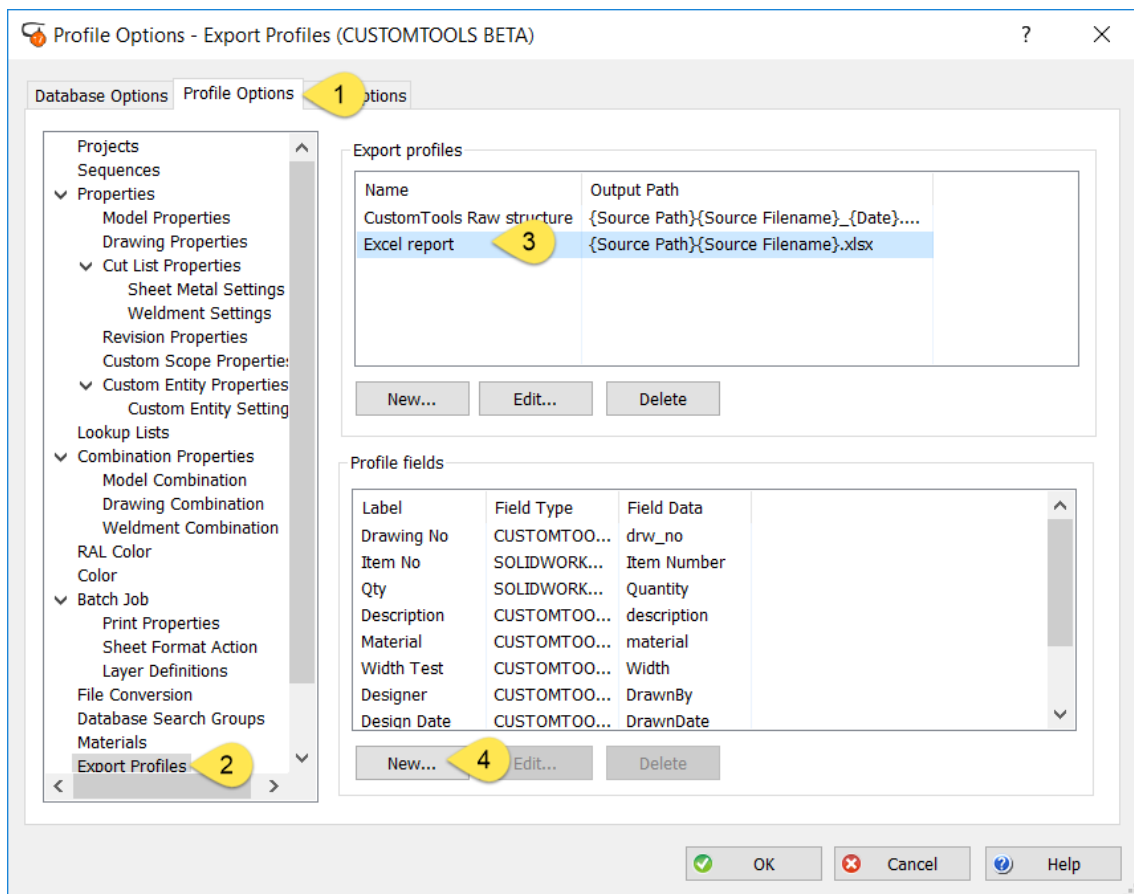 Profile Options - Export Profiles (CUSTOMTOOLS BETA) ?
Database Options Profile Options 1 ptions
Projects
Sequences
Properties
Model Properties
Drawing Properties
Cut List Properties
Sheet Metal Settings
Weldment Settings
Revision Properties
Custom Scope Propertie
Custom Entity Properties
Custom Entity Setting
Lookup Lists
Combination Properties
Model Combination
Drawing Combination
Weldment Combination
RAL Color
Color
Batch Job
Print Properties
Sheet Format Action
Layer Definitions
File Conversion
Database Search Groups
Materials
Export Profiles 2
Export profiles
Name Output Path
CustomTools Raw structure {Source Path}{Source Filename}_{Date}....
Excel report 3 {Source Path}{Source Filename}.xlsx
New... Edit... Delete
Profile fields
Label Field Type Field Data
Drawing No CUSTOMTOO... drw_no
Item No SOLIDWORK... Item Number
Qty SOLIDWORK... Quantity
Description CUSTOMTOO... description
Material CUSTOMTOO... material
Width Test CUSTOMTOO... Width
Designer CUSTOMTOO... DrawnBy
Design Date CUSTOMTOO... DrawnDate
New... 4 Edit... Delete
OK Cancel Help